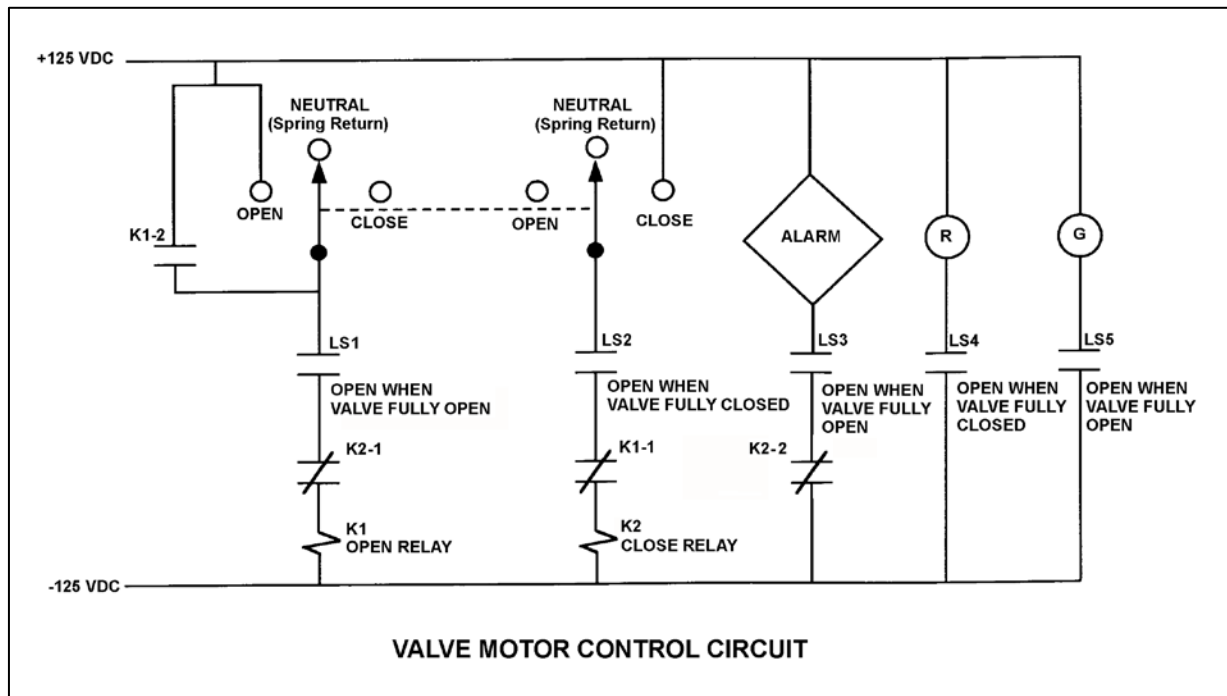 +125 VDC
NEUTRAL
(Spring Return)
NEUTRAL
(Spring Return)
OPEN
CLOSE
OPEN
CLOSE
K1-2
ALARM
R
G
LS1
OPEN WHEN
VALVE FULLY OPEN
LS2
OPEN WHEN
VALVE FULLY CLOSED
LS3
OPEN WHEN
VALVE FULLY
OPEN
LS4
OPEN WHEN
VALVE FULLY
CLOSED
LS5
OPEN WHEN
VALVE FULLY
OPEN
K2-1
K1-1
K2-2
K1
OPEN RELAY
K2
CLOSE RELAY
-125 VDC
VALVE MOTOR CONTROL CIRCUIT